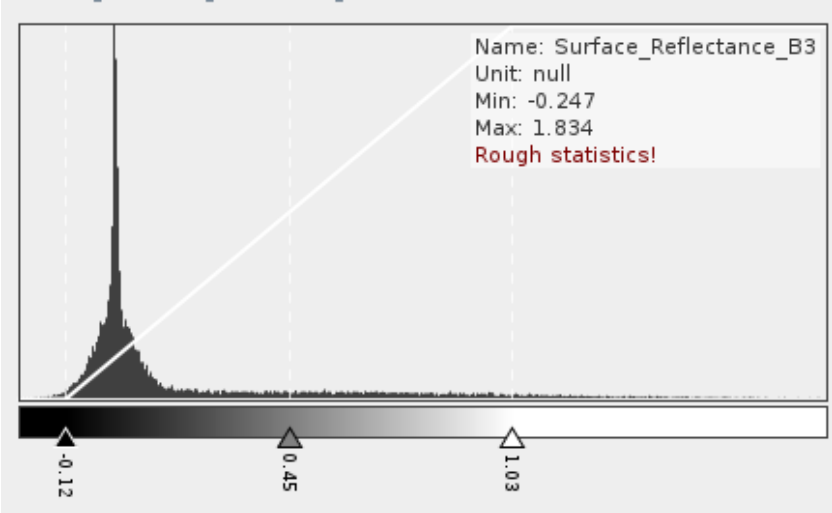 Name: Surface_Reflectance_B3
Unit: null
Min: -0.247
Max: 1.834
Rough statistics!
-0.12
0.45
1.03